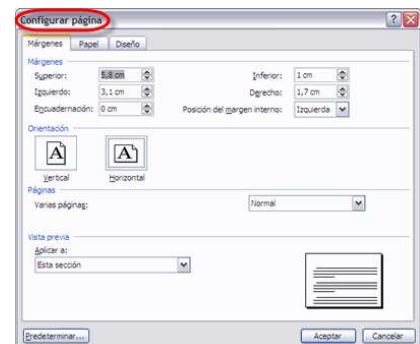 Configurar página
Márgenes Papel Diseño
Márgenes
Superior: 5,8 cm Inferior: 1 cm
Izquierdo: 3,1 cm Derecho: 1,7 cm
Encuadernación: 0 cm Posición del margen interno: Izquierda
Orientación
A A
Vertical Horizontal
Páginas
Varias páginas: Normal
Vista previa
Aplicar a:
Esta sección
Predeterminar... Aceptar Cancelar